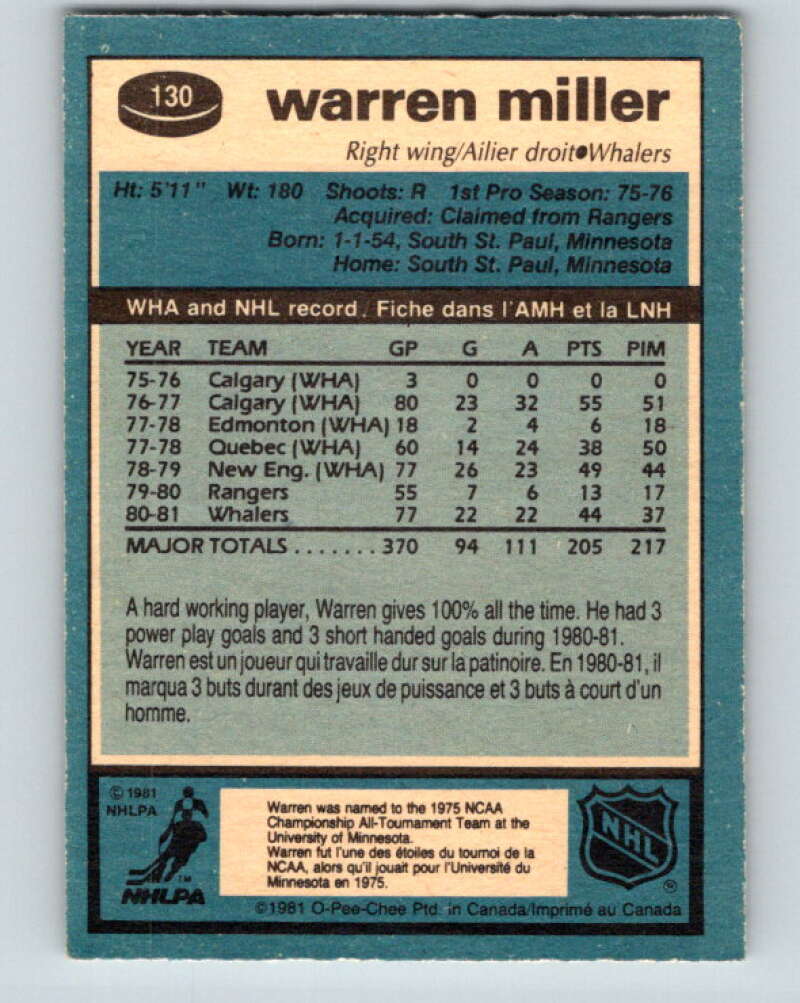 130 warren miller
Right wing/Ailier droit•Whalers
Ht: 5'11" Wt: 180 Shoots: R 1st Pro Season: 75-76
Acquired: Claimed from Rangers
Born: 1-1-54, South St. Paul, Minnesota
Home: South St. Paul, Minnesota
WHA and NHL record. Fiche dans l'AMH et la LNH
YEAR TEAM GP G A PTS PIM
75-76 Calgary (WHA) 3 0 0 0 0
76-77 Calgary (WHA) 80 23 32 55 51
77-78 Edmonton (WHA) 18 2 4 6 18
77-78 Quebec (WHA) 60 14 24 38 50
78-79 New Eng. (WHA) 77 26 23 49 44
79-80 Rangers 55 7 6 13 17
80-81 Whalers 77 22 22 44 37
MAJOR TOTALS ....... 370 94 111 205 217
A hard working player, Warren gives 100% all the time. He had 3
power play goals and 3 short handed goals during 1980-81.
Warren est un joueur qui travaille dur sur la patinoire. En 1980-81, il
marqua 3 buts durant des jeux de puissance et 3 buts à court d'un
homme.
© 1981
NHLPA
TM
NHLPA
Warren was named to the 1975 NCAA
Championship All-Tournament Team at the
University of Minnesota.
Warren fut l'une des étoiles du tournoi de la
NCAA, alors qu'il jouait pour l'Université du
Minnesota en 1975.
NHL
®
©1981 O-Pee-Chee Ptd. in Canada/Imprimé au Canada